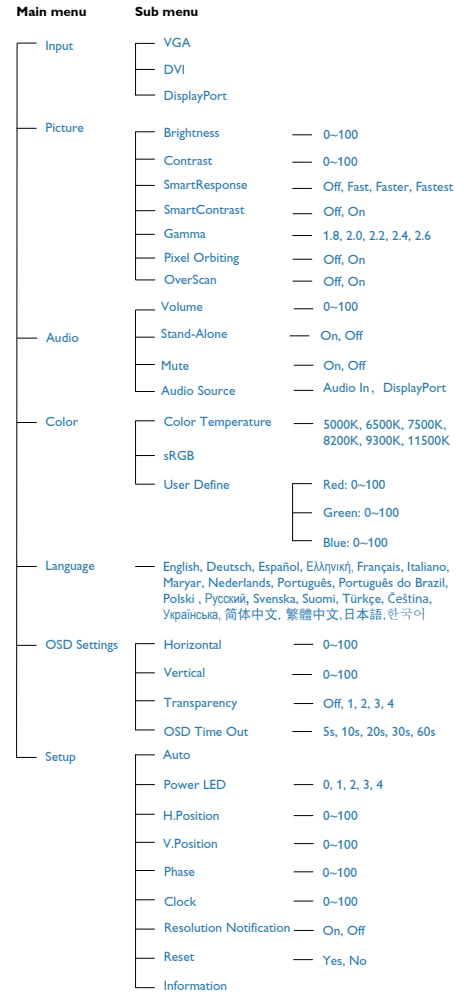 Main menu Sub menu
Input VGA
DVI
DisplayPort
Picture
Brightness 0~100
Contrast 0~100
SmartResponse Off, Fast, Faster, Fastest
SmartContrast Off, On
Gamma 1.8, 2.0, 2.2, 2.4, 2.6
Pixel Orbiting Off, On
OverScan Off, On
Volume 0~100
Audio Stand-Alone On, Off
Mute On, Off
Audio Source Audio In， DisplayPort
Color Color Temperature 5000K, 6500K, 7500K,
8200K, 9300K, 11500K
sRGB
User Define Red: 0~100
Green: 0~100
Blue: 0~100
Language English, Deutsch, Español, Ελληνική, Français, Italiano,
Maryar, Nederlands, Português, Português do Brazil,
Polski , Русский, Svenska, Suomi, Türkçe, Čeština,
Українська, 简体中文, 繁體中文,日本語,한국어
OSD Settings Horizontal 0~100
Vertical 0~100
Transparency Off, 1, 2, 3, 4
OSD Time Out 5s, 10s, 20s, 30s, 60s
Setup Auto
Power LED 0, 1, 2, 3, 4
H.Position 0~100
V.Position 0~100
Phase 0~100
Clock 0~100
Resolution Notification On, Off
Reset Yes, No
Information